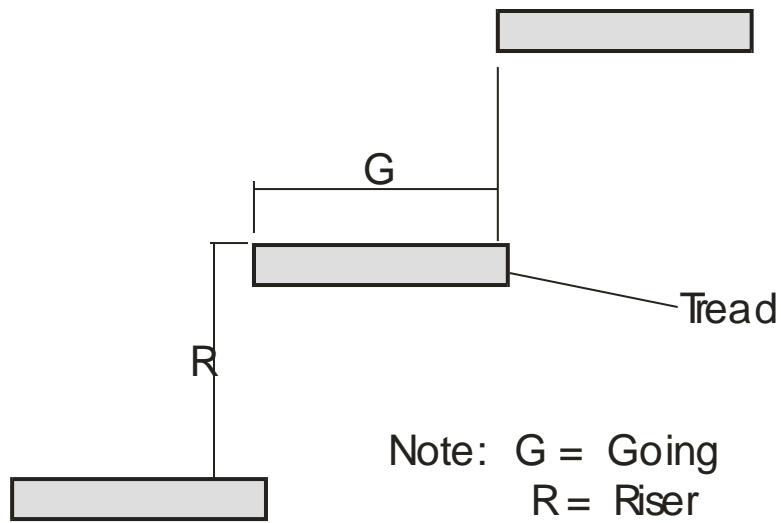 G
Tread
R
Note: G = Going
R = Riser